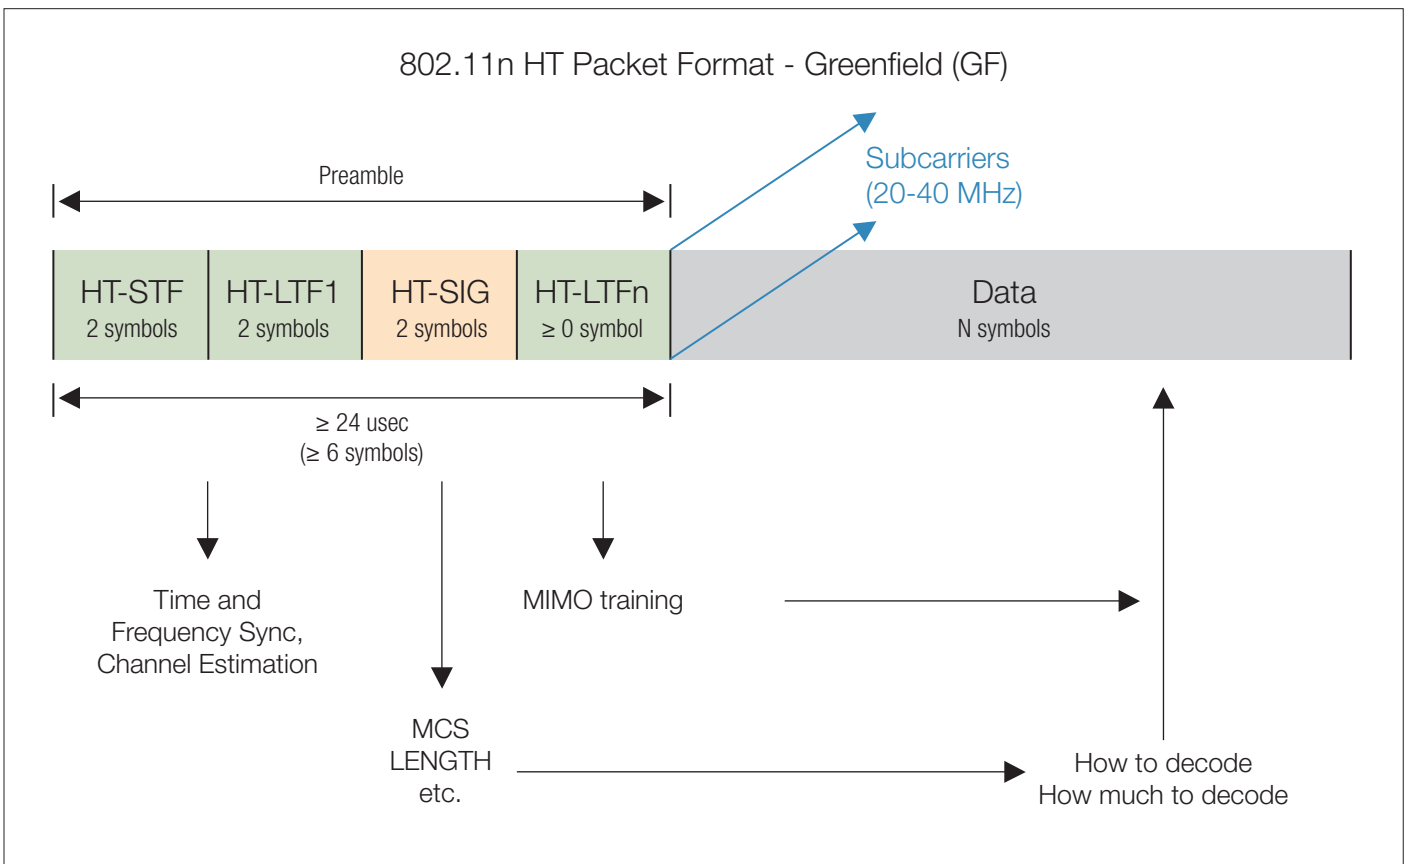 802.11n HT Packet Format - Greenfield (GF)
Subcarriers
(20-40 MHz)
Preamble
HT-STF
2 symbols
HT-LTF1
2 symbols
HT-SIG
2 symbols
HT-LTFn
≥ 0 symbol
Data
N symbols
≥ 24 usec
(≥ 6 symbols)
Time and
Frequency Sync,
Channel Estimation
MIMO training
MCS
LENGTH
etc.
How to decode
How much to decode